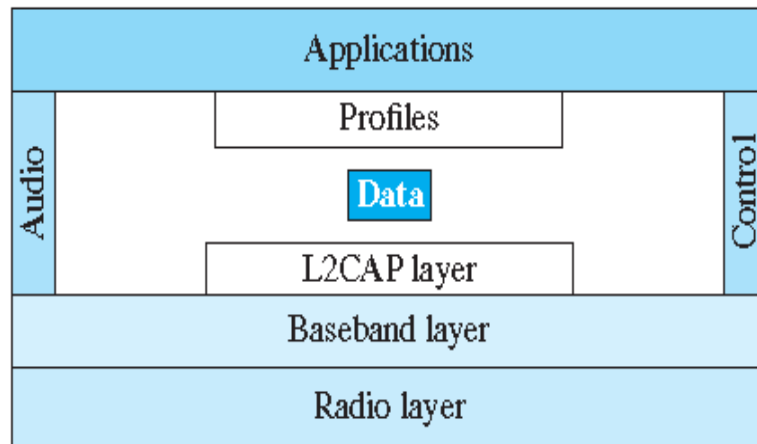 Applications
Profiles
Audio
Data
Control
L2CAP layer
Baseband layer
Radio layer